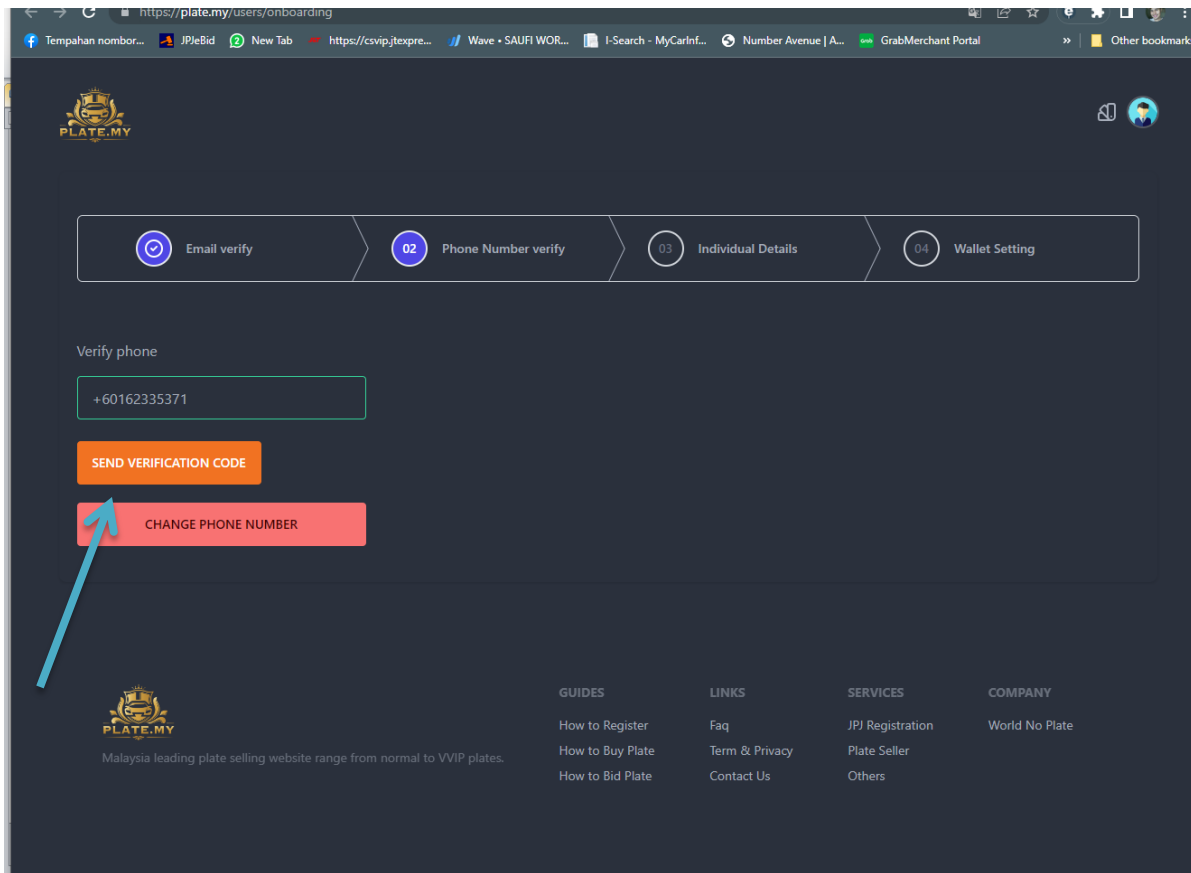 https://plate.my/users/onboarding
Tempahan nombor... JPJeBid 2 New Tab https://csvip.jtexpre... Wave • SAUFI WOR... I-Search - MyCarInf... Number Avenue | A... Grab GrabMerchant Portal » Other bookmark
PLATE.MY
Email verify 02 Phone Number verify 03 Individual Details 04 Wallet Setting
Verify phone
+60162335371
SEND VERIFICATION CODE
CHANGE PHONE NUMBER
PLATE.MY
Malaysia leading plate selling website range from normal to VVIP plates.
GUIDES
How to Register
How to Buy Plate
How to Bid Plate
LINKS
Faq
Term & Privacy
Contact Us
SERVICES
JPJ Registration
Plate Seller
Others
COMPANY
World No Plate